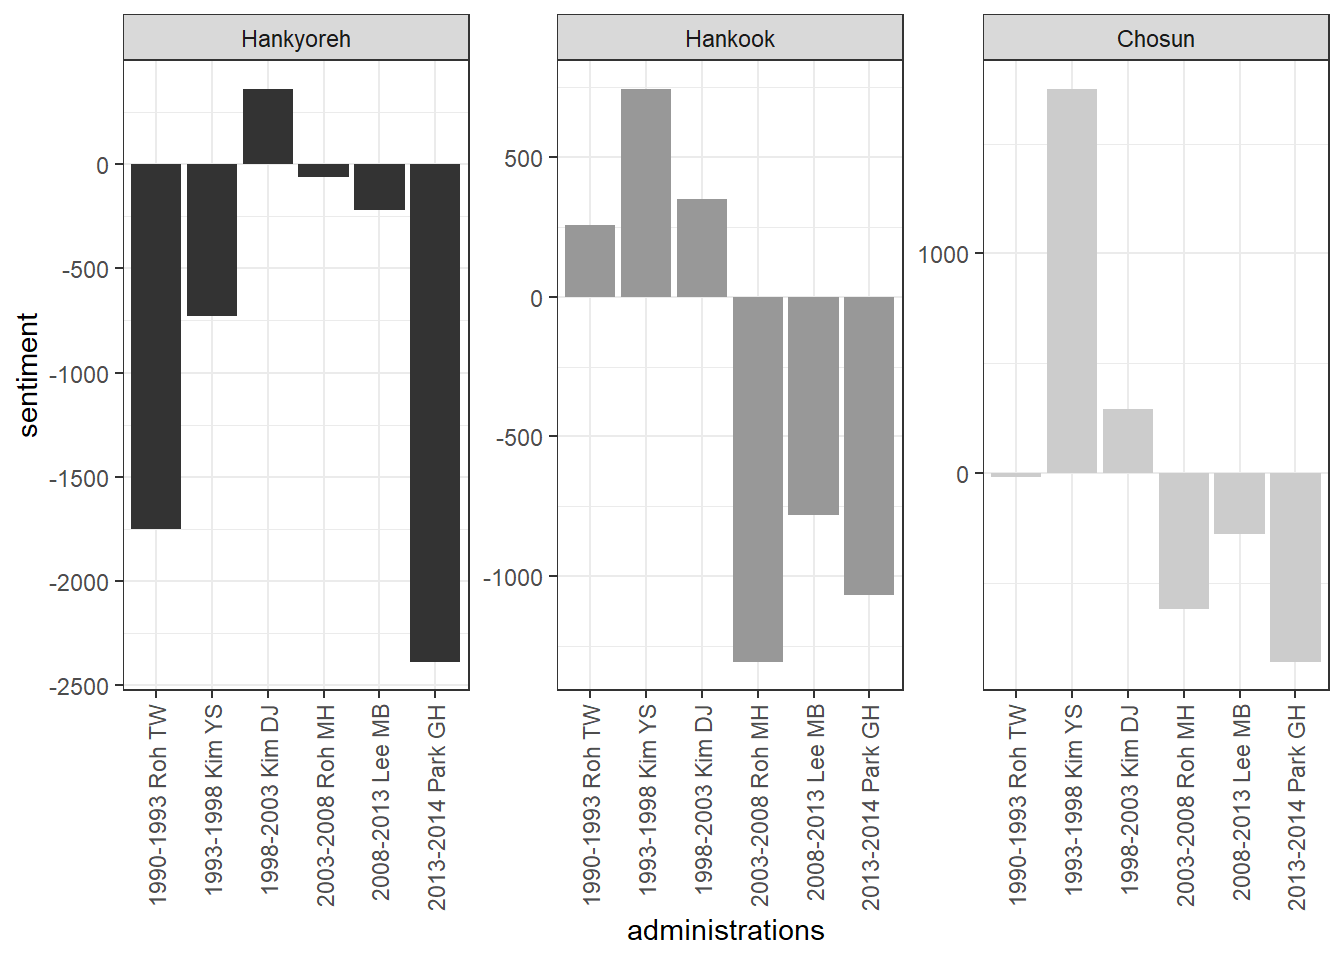 Hankyoreh
Hankook
Chosun
sentiment
0
-500
-1000
-1500
-2000
-2500
500
0
-500
-1000
1000
0
1990-1993 Roh TW
1993-1998 Kim YS
1998-2003 Kim DJ
2003-2008 Roh MH
2008-2013 Lee MB
2013-2014 Park GH
1990-1993 Roh TW
1993-1998 Kim YS
1998-2003 Kim DJ
2003-2008 Roh MH
2008-2013 Lee MB
2013-2014 Park GH
1990-1993 Roh TW
1993-1998 Kim YS
1998-2003 Kim DJ
2003-2008 Roh MH
2008-2013 Lee MB
2013-2014 Park GH
administrations